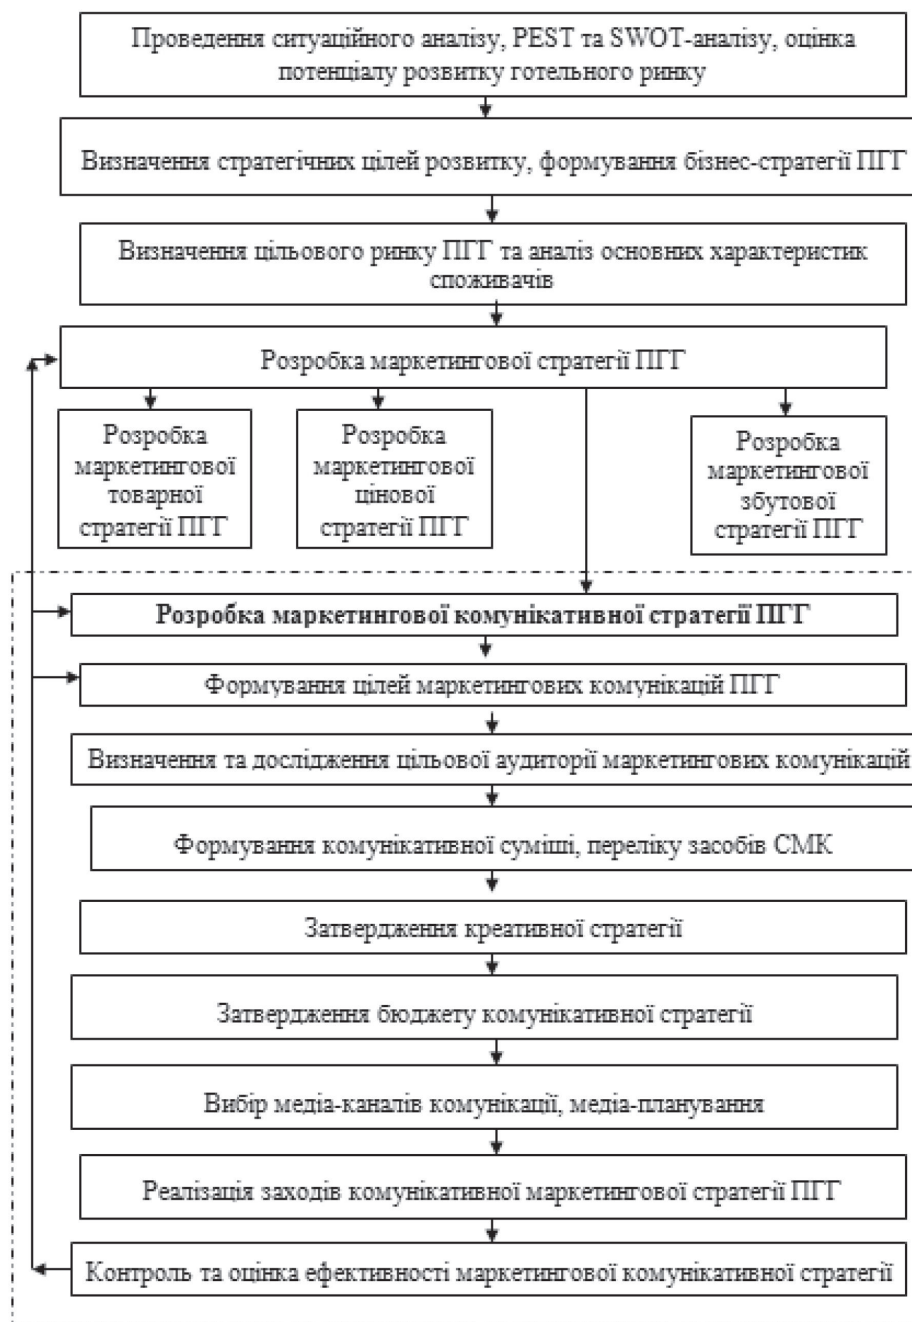 Проведення ситуаційного аналізу, PEST та SWOT-аналізу, оцінка
потенціалу розвитку готельного ринку
Визначення стратегічних цілей розвитку, формування бізнес-стратегії ПГГ
Визначення цільового ринку ПГГ та аналіз основних характеристик
споживачів
Розробка маркетингової стратегії ПГГ
Розробка
маркетингової
товарної
стратегії ПГГ
Розробка
маркетингової
цінової
стратегії ПГГ
Розробка
маркетингової
збутової
стратегії ПГГ
Розробка маркетингової комунікативної стратегії ПГГ
Формування цілей маркетингових комунікацій ПГГ
Визначення та дослідження цільової аудиторії маркетингових комунікацій
Формування комунікативної суміші, переліку засобів СМК
Затвердження креативної стратегії
Затвердження бюджету комунікативної стратегії
Вибір медіа-каналів комунікації, медіа-планування
Реалізація заходів комунікативної маркетингової стратегії ПГГ
Контроль та оцінка ефективності маркетингової комунікативної стратегії